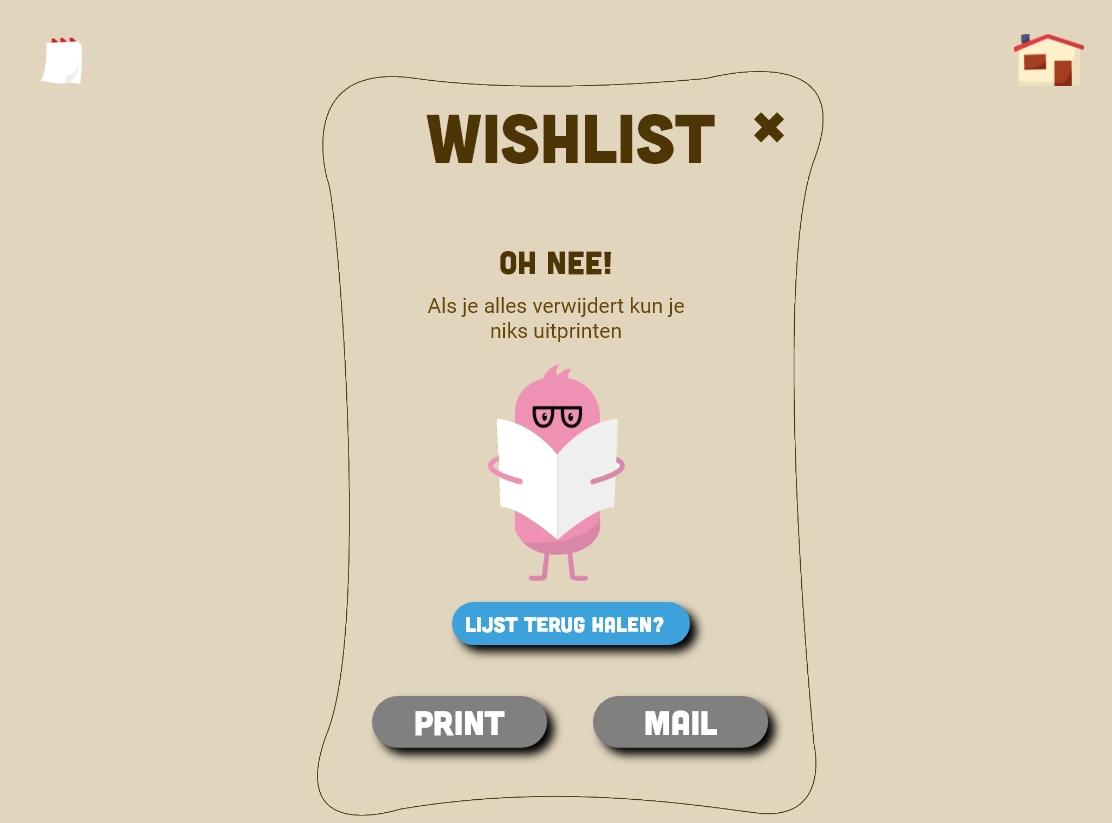 WISHLIST
OH NEE!
Als je alles verwijdert kun je
niks uitprinten
LIJST TERUG HALEN?
PRINT
MAIL